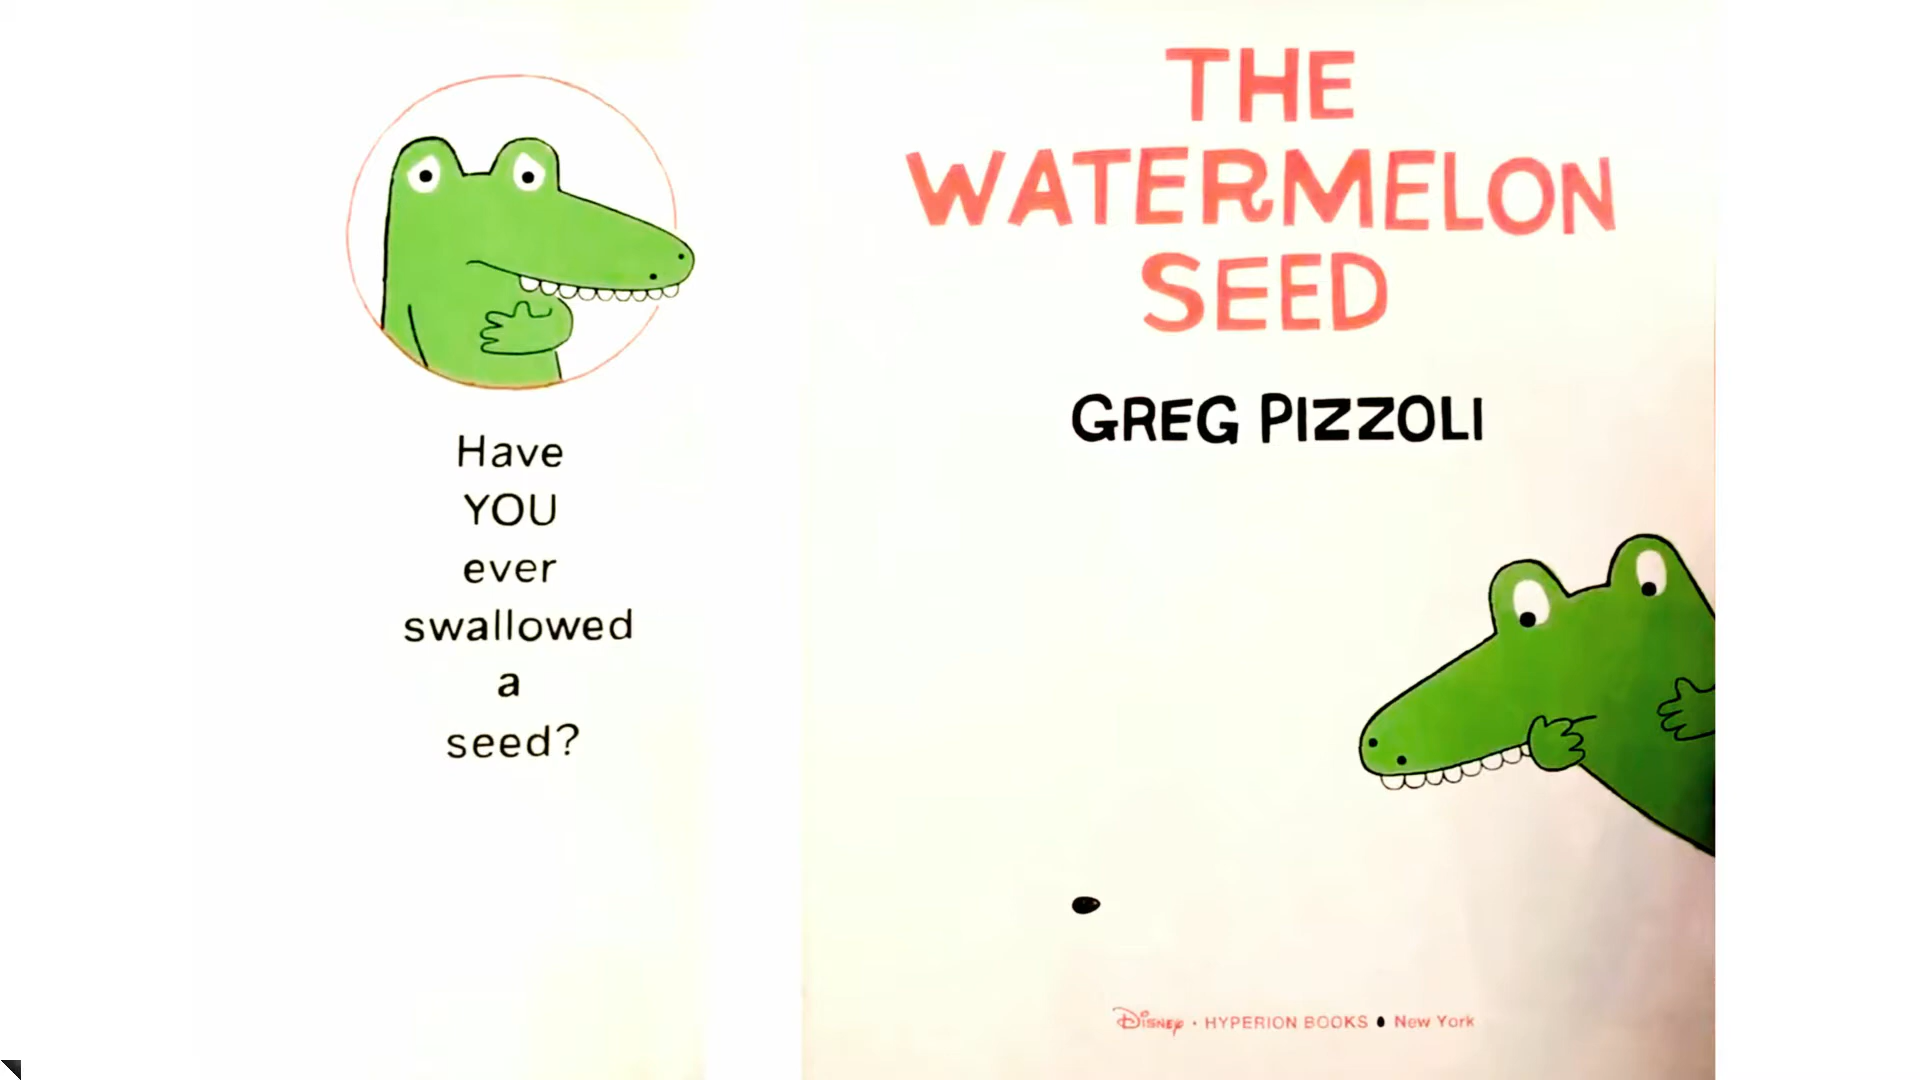 Have
YOU
ever
swallowed
a
seed?
THE
WATERMELON
SEED
GREG PIZZOLI
Disney • HYPERION BOOKS • New York